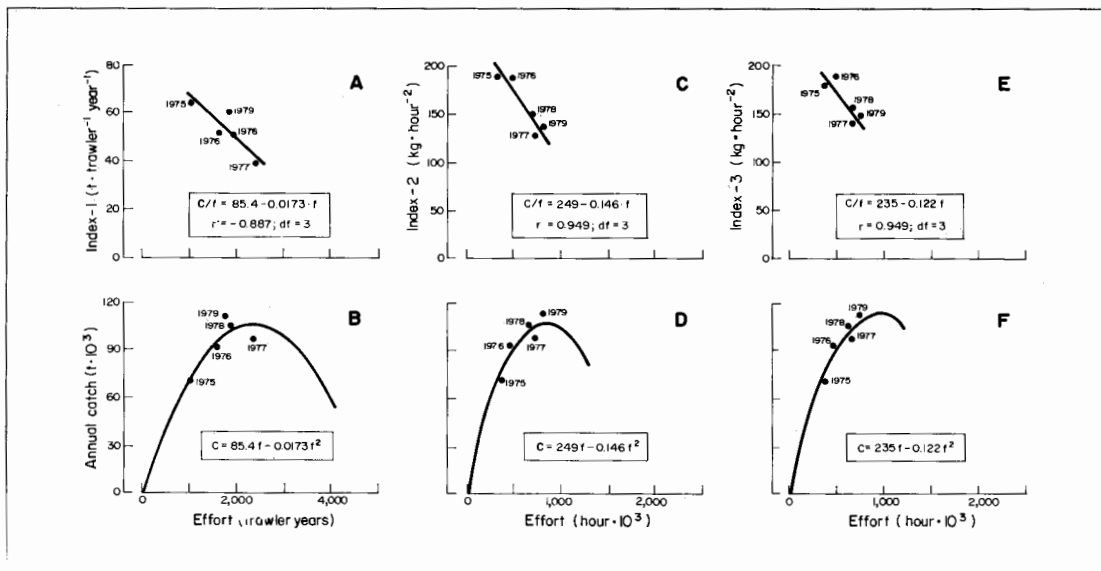 A
Index-1 (t · trawler⁻¹ year⁻¹)
80
60
40
20
0
1975
1979
1976
1976
1977
C/f = 85.4 - 0.0173 · f
r = - 0.887; df = 3
C
Index-2 (kg · hour⁻²)
200
150
100
50
0
1975
1976
1978
1979
1977
C/f = 249 - 0.146 · f
r = 0.949; df = 3
E
Index-3 (kg · hour⁻²)
200
150
100
50
0
1976
1975
1978
1979
1977
C/f = 235 - 0.122 f
r = 0.949; df = 3
B
Annual catch (t · 10³)
120
90
60
30
0
1979
1978
1976
1977
1975
C = 85.4 f - 0.0173 f²
0
2,000
4,000
Effort (trawler years)
D
1979
1978
1976
1977
1975
C = 249 f - 0.146 f²
0
1,000
2,000
Effort (hour · 10³)
F
1979
1978
1976
1977
1975
C = 235 f - 0.122 f²
0
1,000
2,000
Effort (hour · 10³)